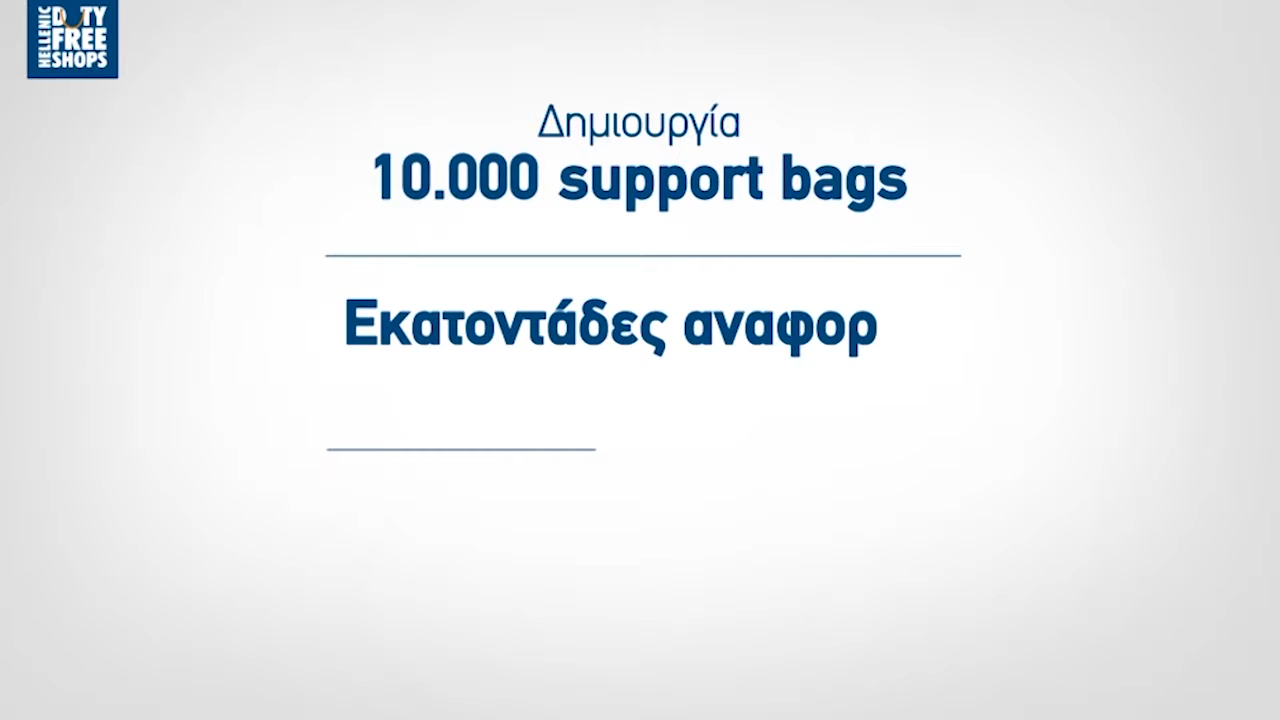 HELLENIC
DUTY
FREE
SHOPS
Δημιουργία
10.000 support bags
Εκατοντάδες αναφορ